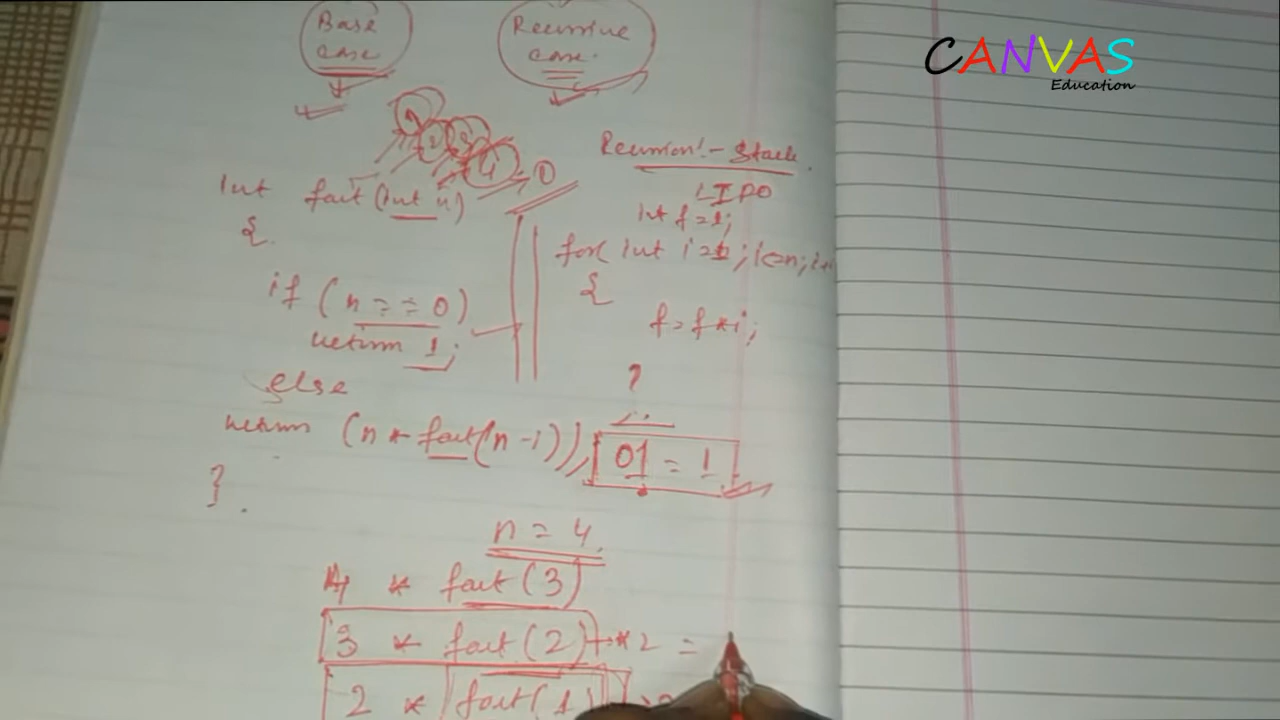 Base
case
Recursive
case.
CANVAS
Education
Recursion! - Stack.
LIFO
int fact (int n)
{
int f = 1;
for( int i = 1; i<=n; i++
{
f = f * i;
if (n == 0)
return 1;
else
return (n * fact(n-1));
}
?
0! = 1
n = 4
4 * fact (3)
3 * fact (2) → * 2 =
2 * fact (1)